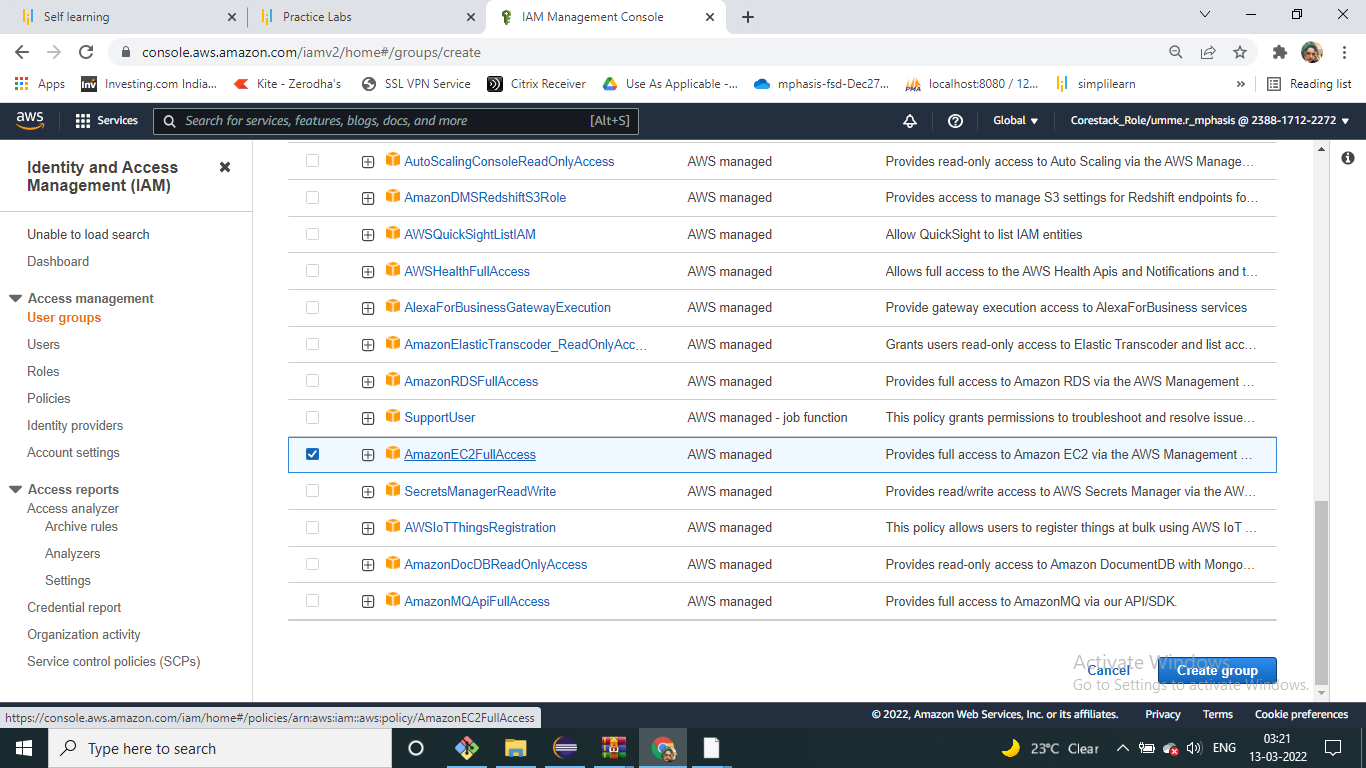 Self learning
Practice Labs
IAM Management Console
console.aws.amazon.com/iamv2/home#/groups/create
Apps
inv Investing.com India...
Kite - Zerodha's
SSL VPN Service
Citrix Receiver
Use As Applicable -...
mphasis-fsd-Dec27...
localhost:8080 / 12...
simplilearn
»
Reading list
aws
Services
Search for services, features, blogs, docs, and more [Alt+S]
Global
Corestack_Role/umme.r_mphasis @ 2388-1712-2272
Identity and Access
Management (IAM)
Unable to load search
Dashboard
Access management
User groups
Users
Roles
Policies
Identity providers
Account settings
Access reports
Access analyzer
Archive rules
Analyzers
Settings
Credential report
Organization activity
Service control policies (SCPs)
AutoScalingConsoleReadOnlyAccess AWS managed Provides read-only access to Auto Scaling via the AWS Manage...
AmazonDMSRedshiftS3Role AWS managed Provides access to manage S3 settings for Redshift endpoints fo...
AWSQuickSightListIAM AWS managed Allow QuickSight to list IAM entities
AWSHealthFullAccess AWS managed Allows full access to the AWS Health Apis and Notifications and t...
AlexaForBusinessGatewayExecution AWS managed Provide gateway execution access to AlexaForBusiness services
AmazonElasticTranscoder_ReadOnlyAcc... AWS managed Grants users read-only access to Elastic Transcoder and list acc...
AmazonRDSFullAccess AWS managed Provides full access to Amazon RDS via the AWS Management ...
SupportUser AWS managed - job function This policy grants permissions to troubleshoot and resolve issue...
AmazonEC2FullAccess AWS managed Provides full access to Amazon EC2 via the AWS Management ...
SecretsManagerReadWrite AWS managed Provides read/write access to AWS Secrets Manager via the AW...
AWSIoTThingsRegistration AWS managed This policy allows users to register things at bulk using AWS IoT ...
AmazonDocDBReadOnlyAccess AWS managed Provides read-only access to Amazon DocumentDB with Mongo...
AmazonMQApiFullAccess AWS managed Provides full access to AmazonMQ via our API/SDK.
Cancel
Create group
Activate Windows
Go to Settings to activate Windows.
https://console.aws.amazon.com/iam/home#/policies/arn:aws:iam::aws:policy/AmazonEC2FullAccess
© 2022, Amazon Web Services, Inc. or its affiliates. Privacy Terms Cookie preferences
Type here to search
23°C Clear
ENG
03:21
13-03-2022